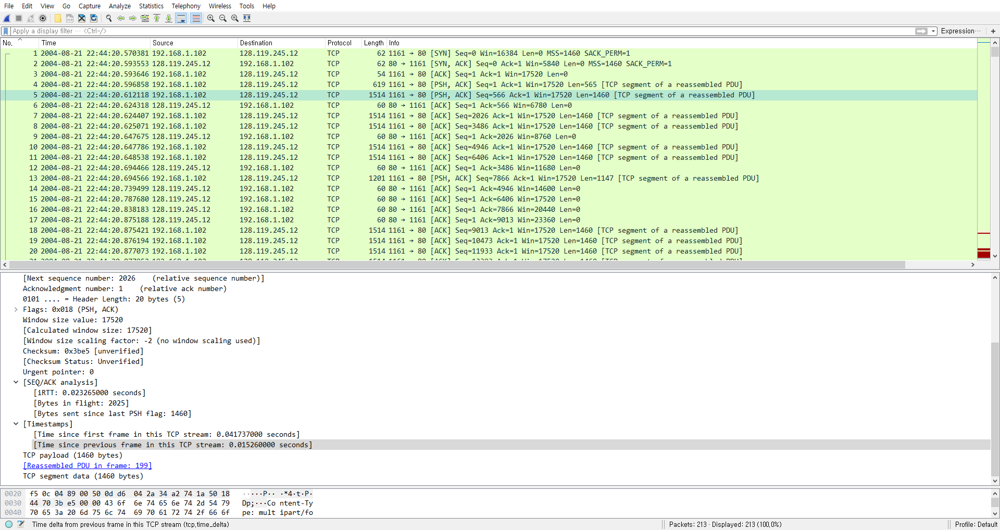 File Edit View Go Capture Analyze Statistics Telephony Wireless Tools Help
Apply a display filter ... <Ctrl-/> Expression... +
No. Time Source Destination Protocol Length Info
1 2004-08-21 22:44:20.570381 192.168.1.102 128.119.245.12 TCP 62 1161 → 80 [SYN] Seq=0 Win=16384 Len=0 MSS=1460 SACK_PERM=1
2 2004-08-21 22:44:20.593553 128.119.245.12 192.168.1.102 TCP 62 80 → 1161 [SYN, ACK] Seq=0 Ack=1 Win=5840 Len=0 MSS=1460 SACK_PERM=1
3 2004-08-21 22:44:20.593646 192.168.1.102 128.119.245.12 TCP 54 1161 → 80 [ACK] Seq=1 Ack=1 Win=17520 Len=0
4 2004-08-21 22:44:20.596858 192.168.1.102 128.119.245.12 TCP 619 1161 → 80 [PSH, ACK] Seq=1 Ack=1 Win=17520 Len=565 [TCP segment of a reassembled PDU]
5 2004-08-21 22:44:20.612118 192.168.1.102 128.119.245.12 TCP 1514 1161 → 80 [PSH, ACK] Seq=566 Ack=1 Win=17520 Len=1460 [TCP segment of a reassembled PDU]
6 2004-08-21 22:44:20.624318 128.119.245.12 192.168.1.102 TCP 60 80 → 1161 [ACK] Seq=1 Ack=566 Win=6780 Len=0
7 2004-08-21 22:44:20.624407 192.168.1.102 128.119.245.12 TCP 1514 1161 → 80 [ACK] Seq=2026 Ack=1 Win=17520 Len=1460 [TCP segment of a reassembled PDU]
8 2004-08-21 22:44:20.625071 192.168.1.102 128.119.245.12 TCP 1514 1161 → 80 [ACK] Seq=3486 Ack=1 Win=17520 Len=1460 [TCP segment of a reassembled PDU]
9 2004-08-21 22:44:20.647675 128.119.245.12 192.168.1.102 TCP 60 80 → 1161 [ACK] Seq=1 Ack=2026 Win=8760 Len=0
10 2004-08-21 22:44:20.647786 192.168.1.102 128.119.245.12 TCP 1514 1161 → 80 [ACK] Seq=4946 Ack=1 Win=17520 Len=1460 [TCP segment of a reassembled PDU]
11 2004-08-21 22:44:20.648538 192.168.1.102 128.119.245.12 TCP 1514 1161 → 80 [ACK] Seq=6406 Ack=1 Win=17520 Len=1460 [TCP segment of a reassembled PDU]
12 2004-08-21 22:44:20.694466 128.119.245.12 192.168.1.102 TCP 60 80 → 1161 [ACK] Seq=1 Ack=3486 Win=11680 Len=0
13 2004-08-21 22:44:20.694566 192.168.1.102 128.119.245.12 TCP 1201 1161 → 80 [PSH, ACK] Seq=7866 Ack=1 Win=17520 Len=1147 [TCP segment of a reassembled PDU]
14 2004-08-21 22:44:20.739499 128.119.245.12 192.168.1.102 TCP 60 80 → 1161 [ACK] Seq=1 Ack=4946 Win=14600 Len=0
15 2004-08-21 22:44:20.787680 128.119.245.12 192.168.1.102 TCP 60 80 → 1161 [ACK] Seq=1 Ack=6406 Win=17520 Len=0
16 2004-08-21 22:44:20.838183 128.119.245.12 192.168.1.102 TCP 60 80 → 1161 [ACK] Seq=1 Ack=7866 Win=20440 Len=0
17 2004-08-21 22:44:20.875188 128.119.245.12 192.168.1.102 TCP 60 80 → 1161 [ACK] Seq=1 Ack=9013 Win=23360 Len=0
18 2004-08-21 22:44:20.875421 192.168.1.102 128.119.245.12 TCP 1514 1161 → 80 [ACK] Seq=9013 Ack=1 Win=17520 Len=1460 [TCP segment of a reassembled PDU]
19 2004-08-21 22:44:20.876194 192.168.1.102 128.119.245.12 TCP 1514 1161 → 80 [ACK] Seq=10473 Ack=1 Win=17520 Len=1460 [TCP segment of a reassembled PDU]
20 2004-08-21 22:44:20.877073 192.168.1.102 128.119.245.12 TCP 1514 1161 → 80 [ACK] Seq=11933 Ack=1 Win=17520 Len=1460 [TCP segment of a reassembled PDU]
[Next sequence number: 2026 (relative sequence number)]
Acknowledgment number: 1 (relative ack number)
0101 .... = Header Length: 20 bytes (5)
Flags: 0x018 (PSH, ACK)
Window size value: 17520
[Calculated window size: 17520]
[Window size scaling factor: -2 (no window scaling used)]
Checksum: 0x3be5 [unverified]
[Checksum Status: Unverified]
Urgent pointer: 0
[SEQ/ACK analysis]
[iRTT: 0.023265000 seconds]
[Bytes in flight: 2025]
[Bytes sent since last PSH flag: 1460]
[Timestamps]
[Time since first frame in this TCP stream: 0.041737000 seconds]
[Time since previous frame in this TCP stream: 0.015260000 seconds]
TCP payload (1460 bytes)
[Reassembled PDU in frame: 199]
TCP segment data (1460 bytes)
0020 f5 0c 04 89 00 50 0d d6 04 2a 34 a2 74 1a 50 18 ·····P·· ·*4·t·P·
0030 44 70 3b e5 00 00 43 6f 6e 74 65 6e 74 2d 54 79 Dp;···Co ntent-Ty
0040 70 65 3a 20 6d 75 6c 74 69 70 61 72 74 2f 66 6f pe: mult ipart/fo
Time delta from previous frame in this TCP stream (tcp.time_delta) Packets: 213 · Displayed: 213 (100.0%) Profile: Default